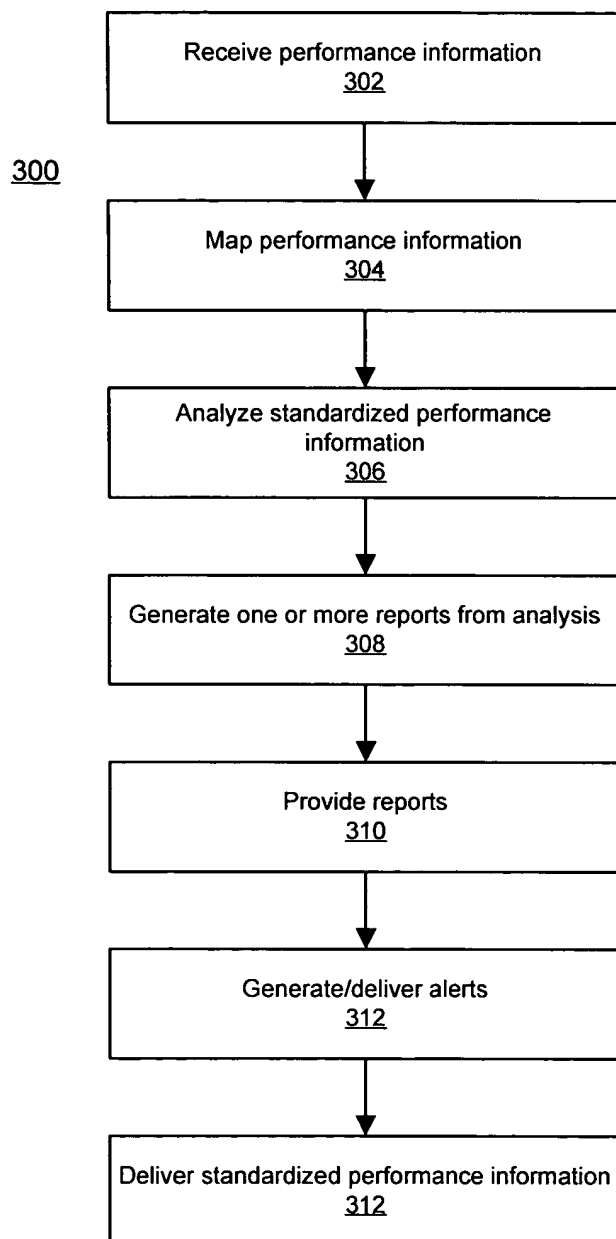 Receive performance information
302
300
Map performance information
304
Analyze standardized performance
information
306
Generate one or more reports from analysis
308
Provide reports
310
Generate/deliver alerts
312
Deliver standardized performance information
312